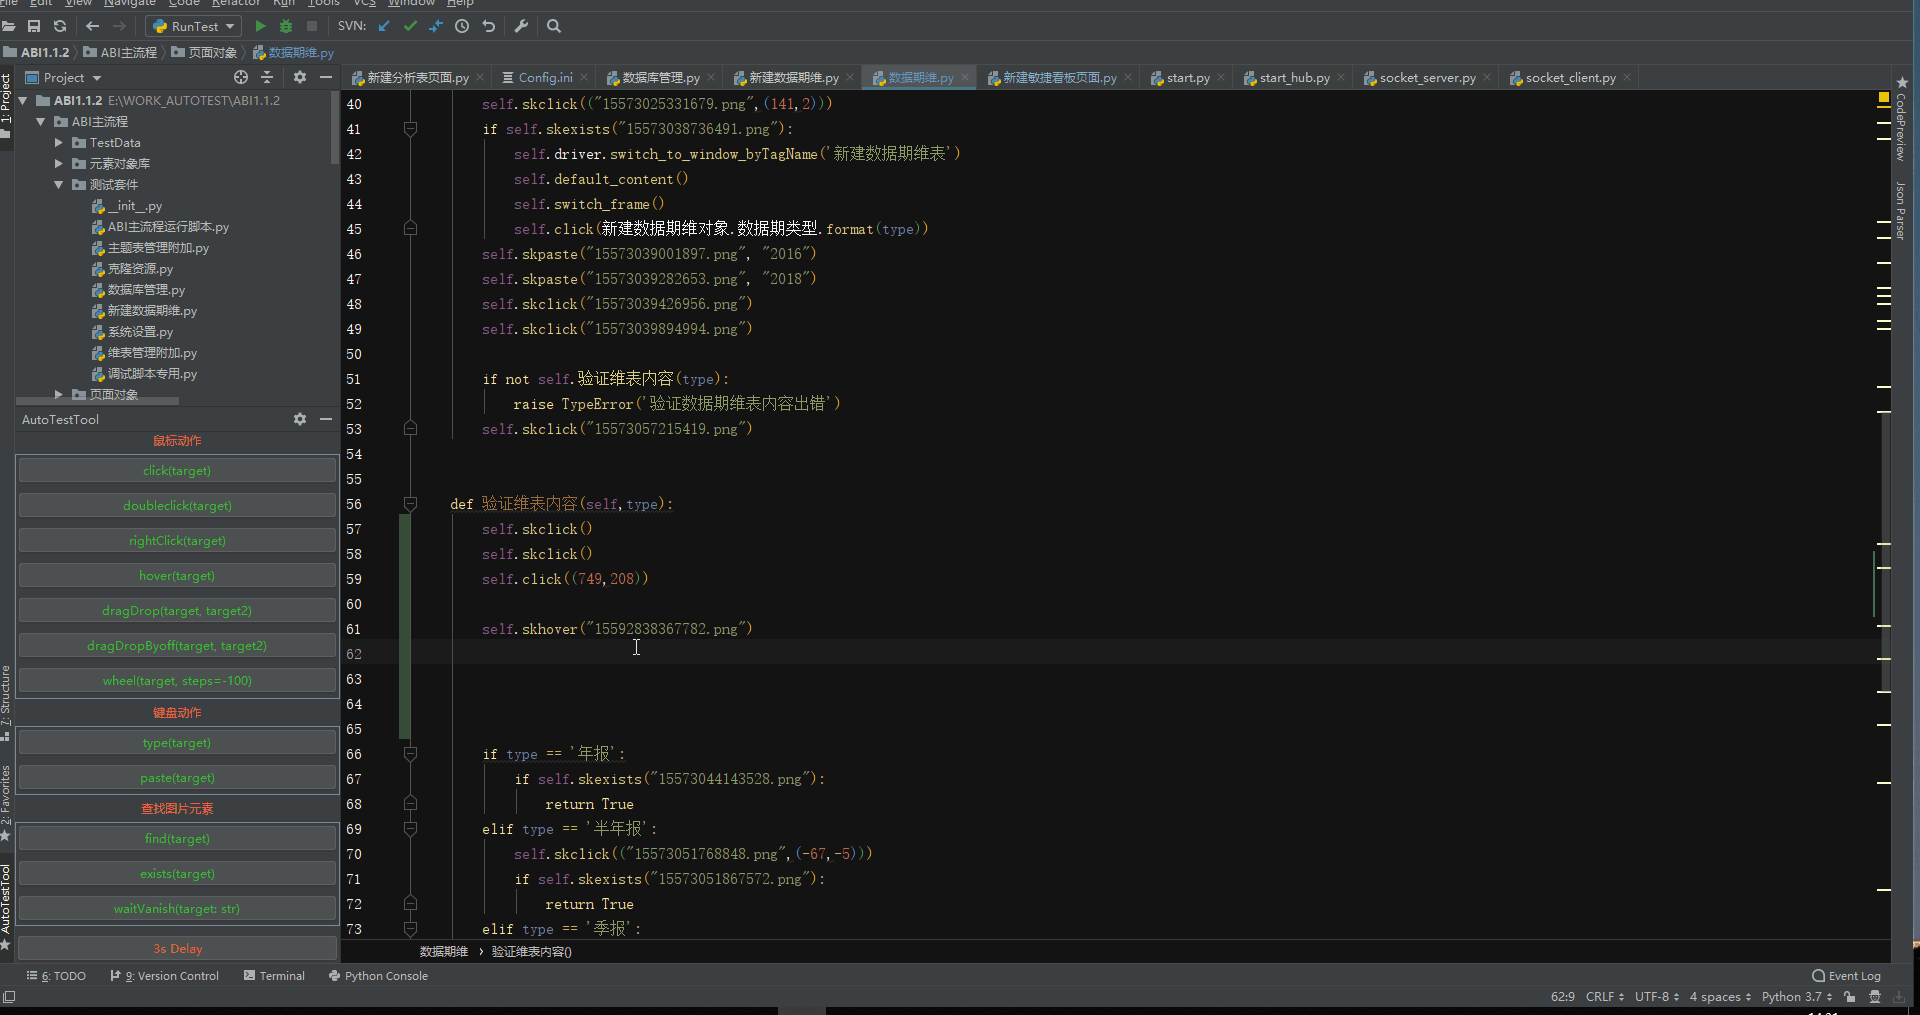 File Edit View Navigate Code Refactor Run Tools VCS Window Help
RunTest SVN:
ABI1.1.2 ABI主流程 页面对象 数据期维.py
Project
新建分析表页面.py Config.ini 数据库管理.py 新建数据期维.py 数据期维.py 新建敏捷看板页面.py start.py start_hub.py socket_server.py socket_client.py
1: Project
ABI1.1.2 E:\WORK_AUTOTEST\ABI1.1.2
ABI主流程
TestData
元素对象库
测试套件
__init__.py
ABI主流程运行脚本.py
主题表管理附加.py
克隆资源.py
数据库管理.py
新建数据期维.py
系统设置.py
维表管理附加.py
调试脚本专用.py
页面对象
AutoTestTool
鼠标动作
click(target)
doubleclick(target)
rightClick(target)
hover(target)
dragDrop(target, target2)
dragDropByoff(target, target2)
wheel(target, steps=-100)
键盘动作
type(target)
paste(target)
查找图片元素
find(target)
exists(target)
waitVanish(target: str)
3s Delay
7: Structure
2: Favorites
AutoTestTool
40 self.skclick(("15573025331679.png",(141,2)))
41 if self.skexists("15573038736491.png"):
42 self.driver.switch_to_window_byTagName('新建数据期维表')
43 self.default_content()
44 self.switch_frame()
45 self.click(新建数据期维对象.数据期类型.format(type))
46 self.skpaste("15573039001897.png", "2016")
47 self.skpaste("15573039282653.png", "2018")
48 self.skclick("15573039426956.png")
49 self.skclick("15573039894994.png")
50
51 if not self.验证维表内容(type):
52 raise TypeError('验证数据期维表内容出错')
53 self.skclick("15573057215419.png")
54
55
56 def 验证维表内容(self,type):
57 self.skclick()
58 self.skclick()
59 self.click((749,208))
60
61 self.skhover("15592838367782.png")
62
63
64
65
66 if type == '年报':
67 if self.skexists("15573044143528.png"):
68 return True
69 elif type == '半年报':
70 self.skclick(("15573051768848.png",(-67,-5)))
71 if self.skexists("15573051867572.png"):
72 return True
73 elif type == '季报':
数据期维 › 验证维表内容()
CodePreview
Json Parser
6: TODO 9: Version Control Terminal Python Console Event Log
62:9 CRLF UTF-8 4 spaces Python 3.7